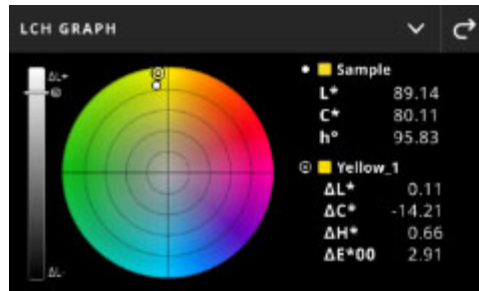 LCH GRAPH
ΔL+
ΔL-
Sample
L* 89.14
C* 80.11
h° 95.83
Yellow_1
ΔL* 0.11
ΔC* -14.21
ΔH* 0.66
ΔE*00 2.91